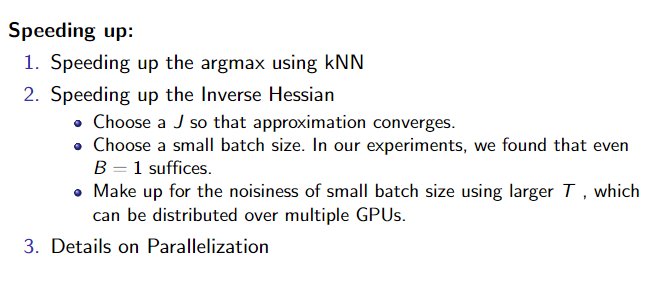 Speeding up:
1. Speeding up the argmax using kNN
2. Speeding up the Inverse Hessian
• Choose a J so that approximation converges.
• Choose a small batch size. In our experiments, we found that even
B = 1 suffices.
• Make up for the noisiness of small batch size using larger T , which
can be distributed over multiple GPUs.
3. Details on Parallelization